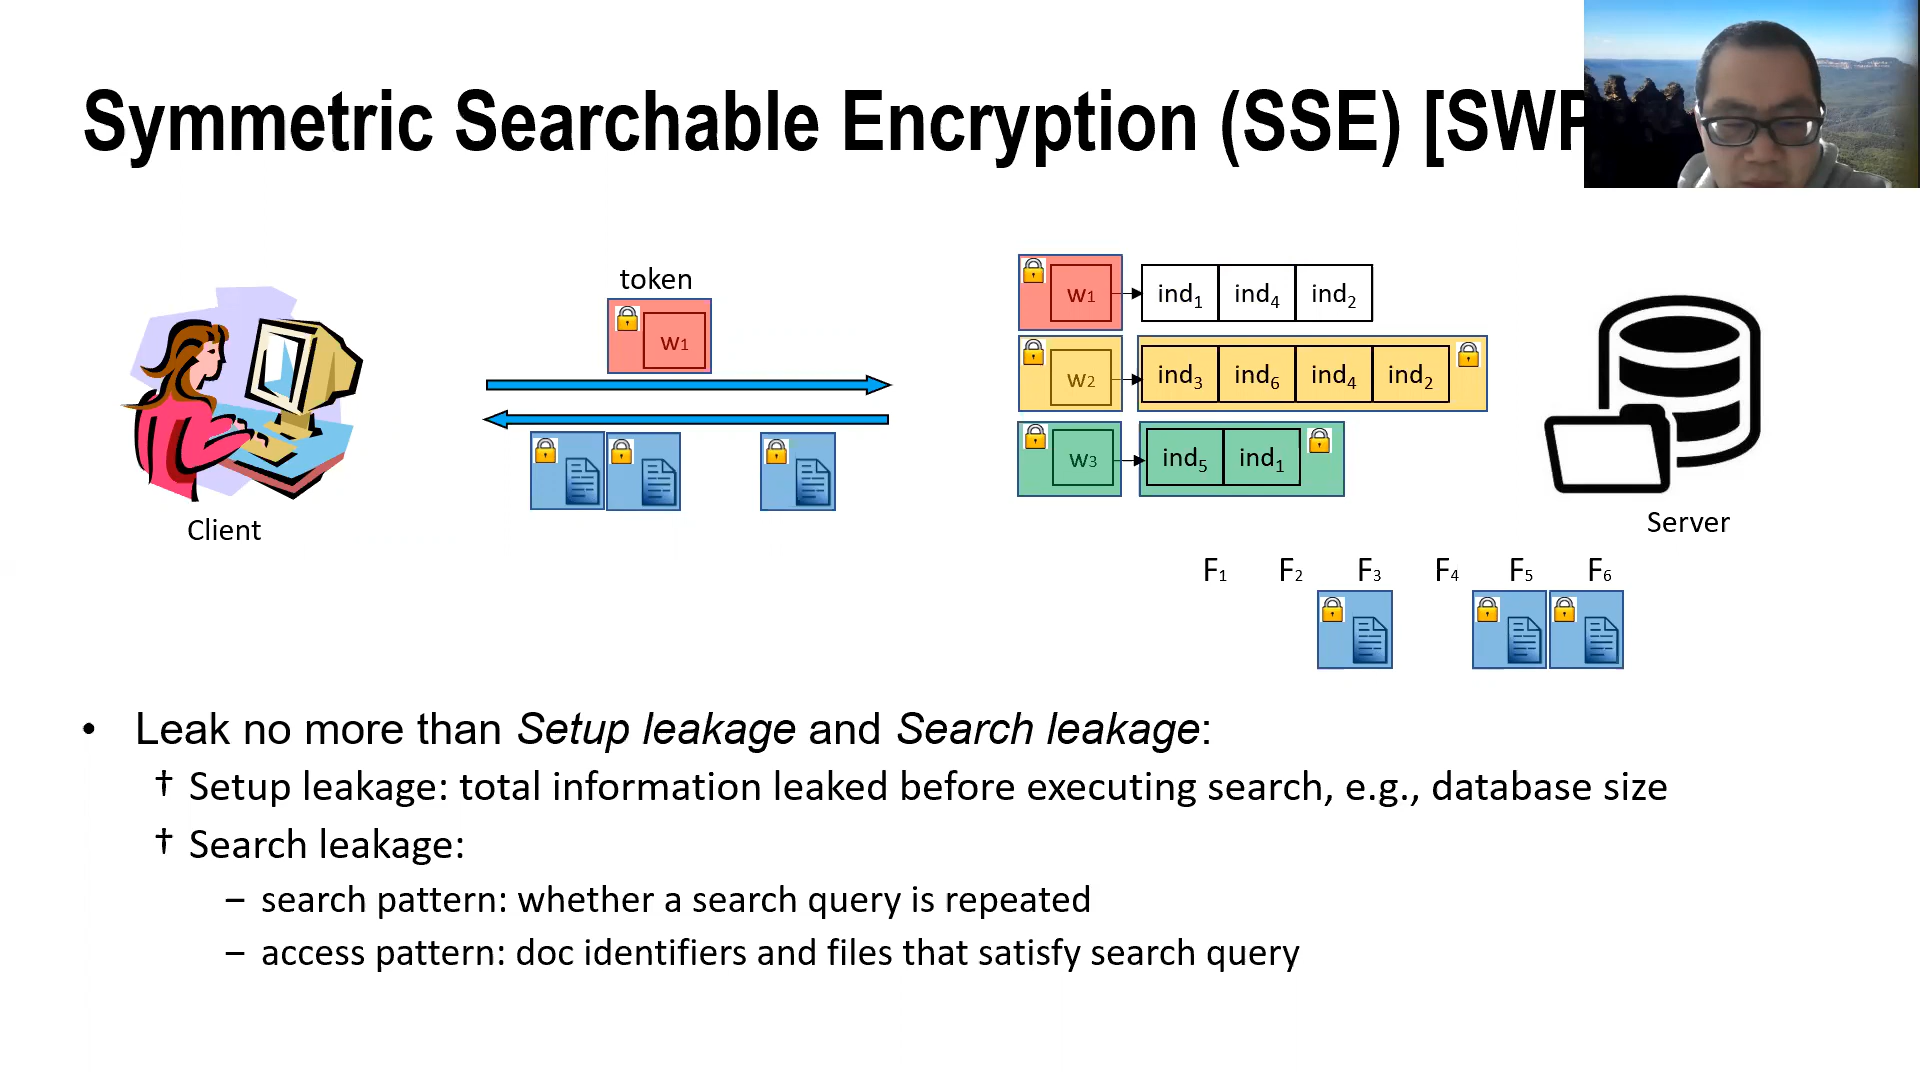 Symmetric Searchable Encryption (SSE) [SWP
token
w1
w1
ind1 ind4 ind2
w2
ind3 ind6 ind4 ind2
w3
ind5 ind1
Client
Server
F1 F2 F3 F4 F5 F6
• Leak no more than Setup leakage and Search leakage:
† Setup leakage: total information leaked before executing search, e.g., database size
† Search leakage:
– search pattern: whether a search query is repeated
– access pattern: doc identifiers and files that satisfy search query